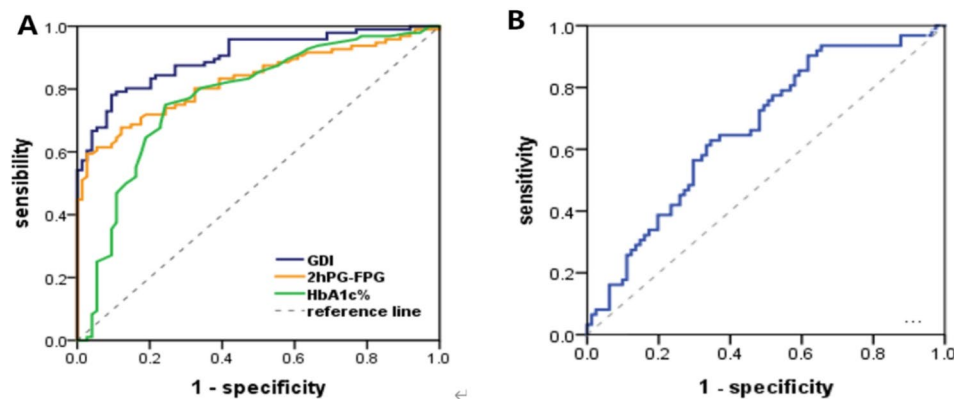 A
1.0
0.8
0.6
0.4
0.2
0.0
sensibility
GDI
2hPG-FPG
HbA1c%
reference line
0.0 0.2 0.4 0.6 0.8 1.0
1 - specificity
↵
B
1.0
0.8
0.6
0.4
0.2
0.0
sensitivity
...
0.0 0.2 0.4 0.6 0.8 1.0
1 - specificity